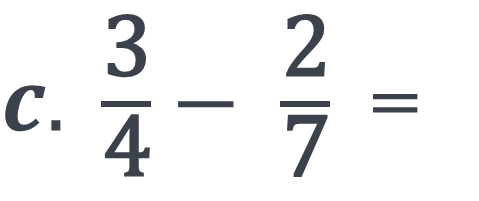 c. 3/4 − 2/7 =